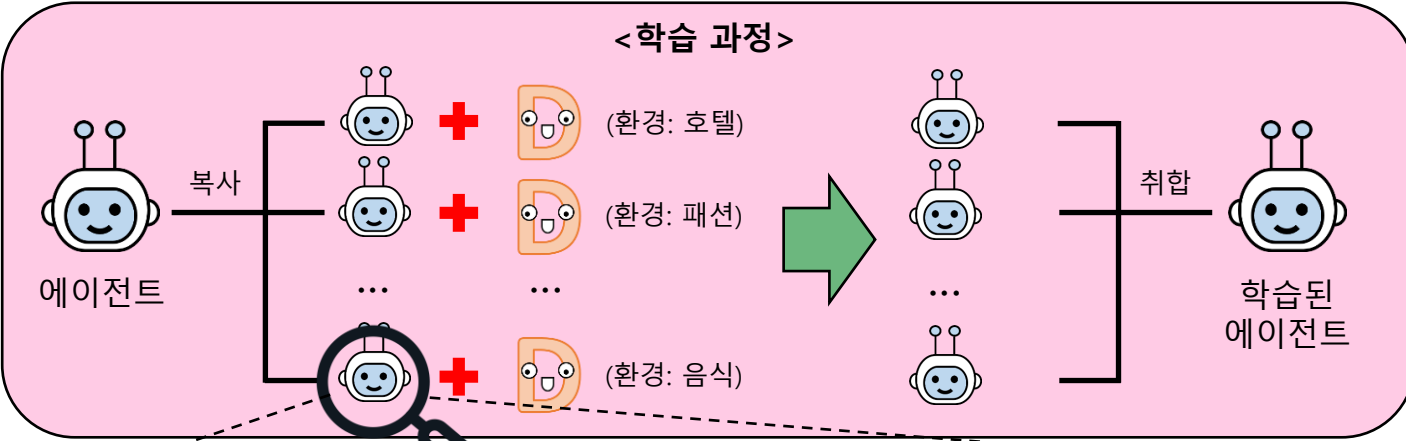 <학습 과정>
(환경: 호텔)
복사
취합
(환경: 패션)
에이전트
...
...
...
학습된
에이전트
(환경: 음식)